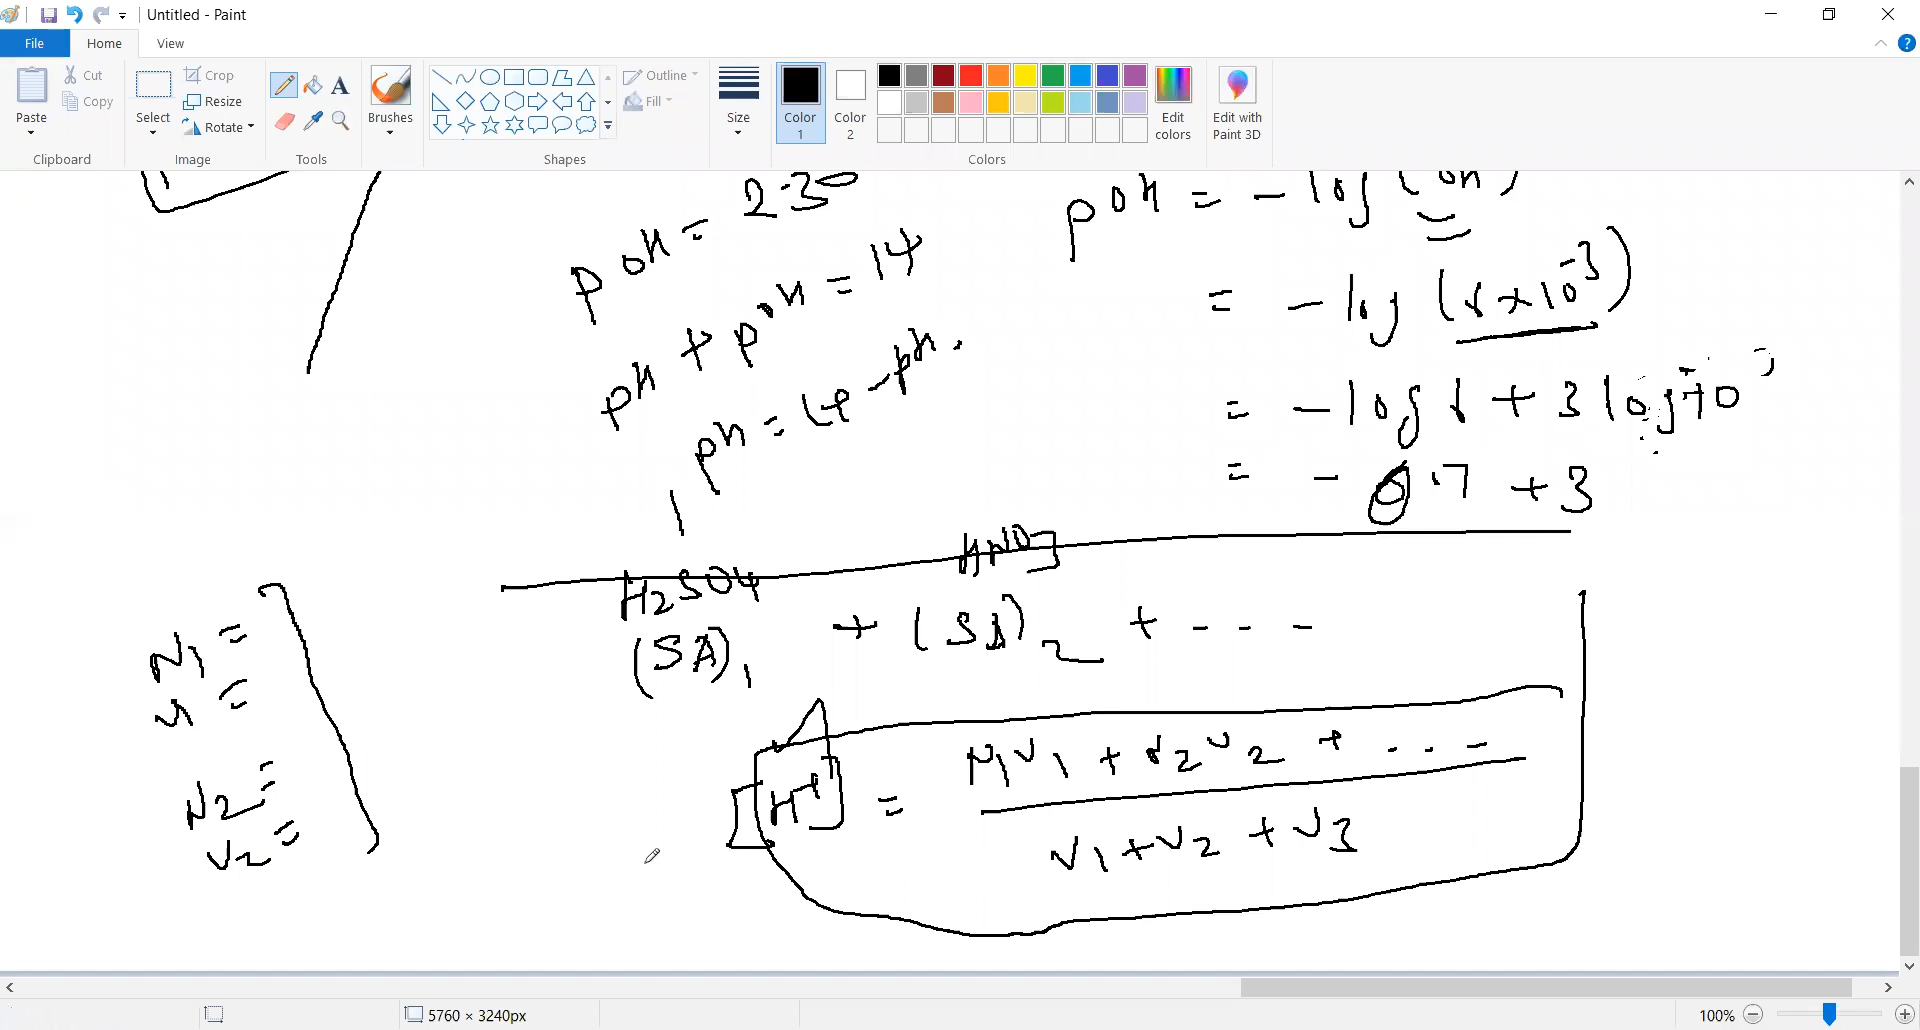 Untitled - Paint
File Home View
Paste
Cut
Copy
Clipboard
Select
Crop
Resize
Rotate
Image
Tools
Brushes
Shapes
Outline
Fill
Size
Color 1
Color 2
Colors
Edit colors
Edit with Paint 3D
pOH = 2.30
pH + pOH = 14
pH = 14 - pH.
pOH = - log (OH)
= - log (5 x 10^-3)
= - log 5 + 3 log 10
= - 0.7 + 3
H2SO4
HNO3
(SA)1 + (SA)2 + - - -
N1 =
V1 =
N2 =
V2 =
[H+] = N1V1 + N2V2 + - - -
V1 + V2 + V3
5760 × 3240px
100%